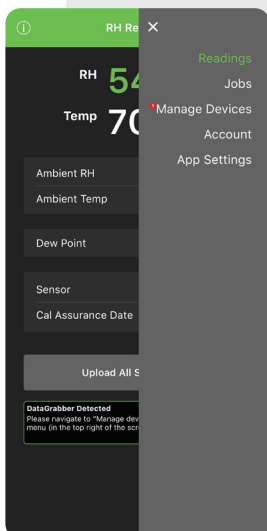 RH Re
Readings
Jobs
Manage Devices
Account
App Settings
RH 54
Temp 70
Ambient RH
Ambient Temp
Dew Point
Sensor
Cal Assurance Date
Upload All S
DataGrabber Detected
Please navigate to "Manage dev
menu (in the top right of the scre